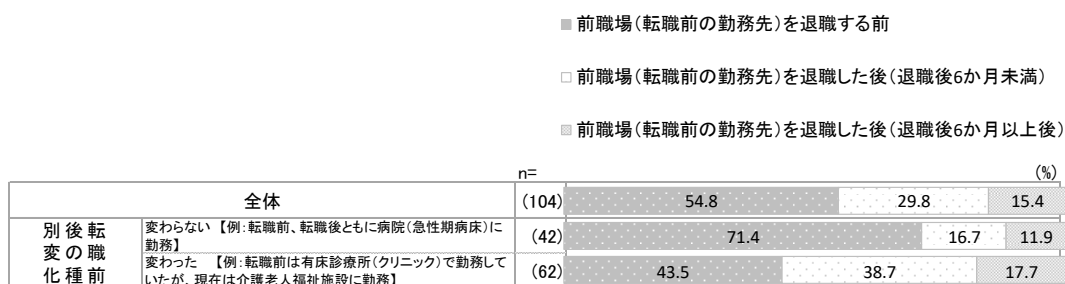 前職場(転職前の勤務先)を退職する前
前職場(転職前の勤務先)を退職した後(退職後6か月未満)
前職場(転職前の勤務先)を退職した後(退職後6か月以上後)
n= (%)
全体 (104) 54.8 29.8 15.4
別後転
変の職
化種前
変わらない 【例:転職前、転職後ともに病院(急性期病床)に
勤務】
(42) 71.4 16.7 11.9
変わった 【例:転職前は有床診療所(クリニック)で勤務して
いたが、現在は介護老人福祉施設に勤務】
(62) 43.5 38.7 17.7